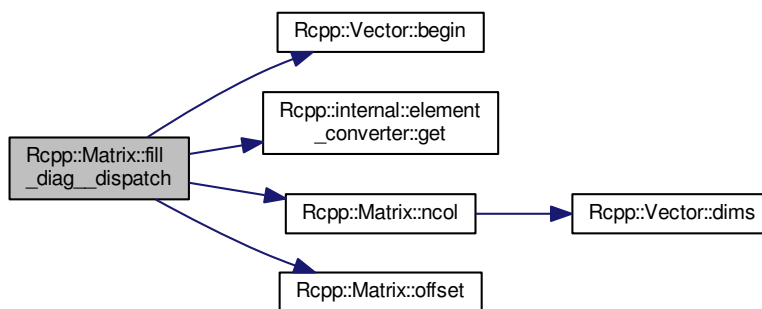 Rcpp::Vector::begin
Rcpp::internal::element
_converter::get
Rcpp::Matrix::fill
_diag__dispatch
Rcpp::Matrix::ncol
Rcpp::Vector::dims
Rcpp::Matrix::offset